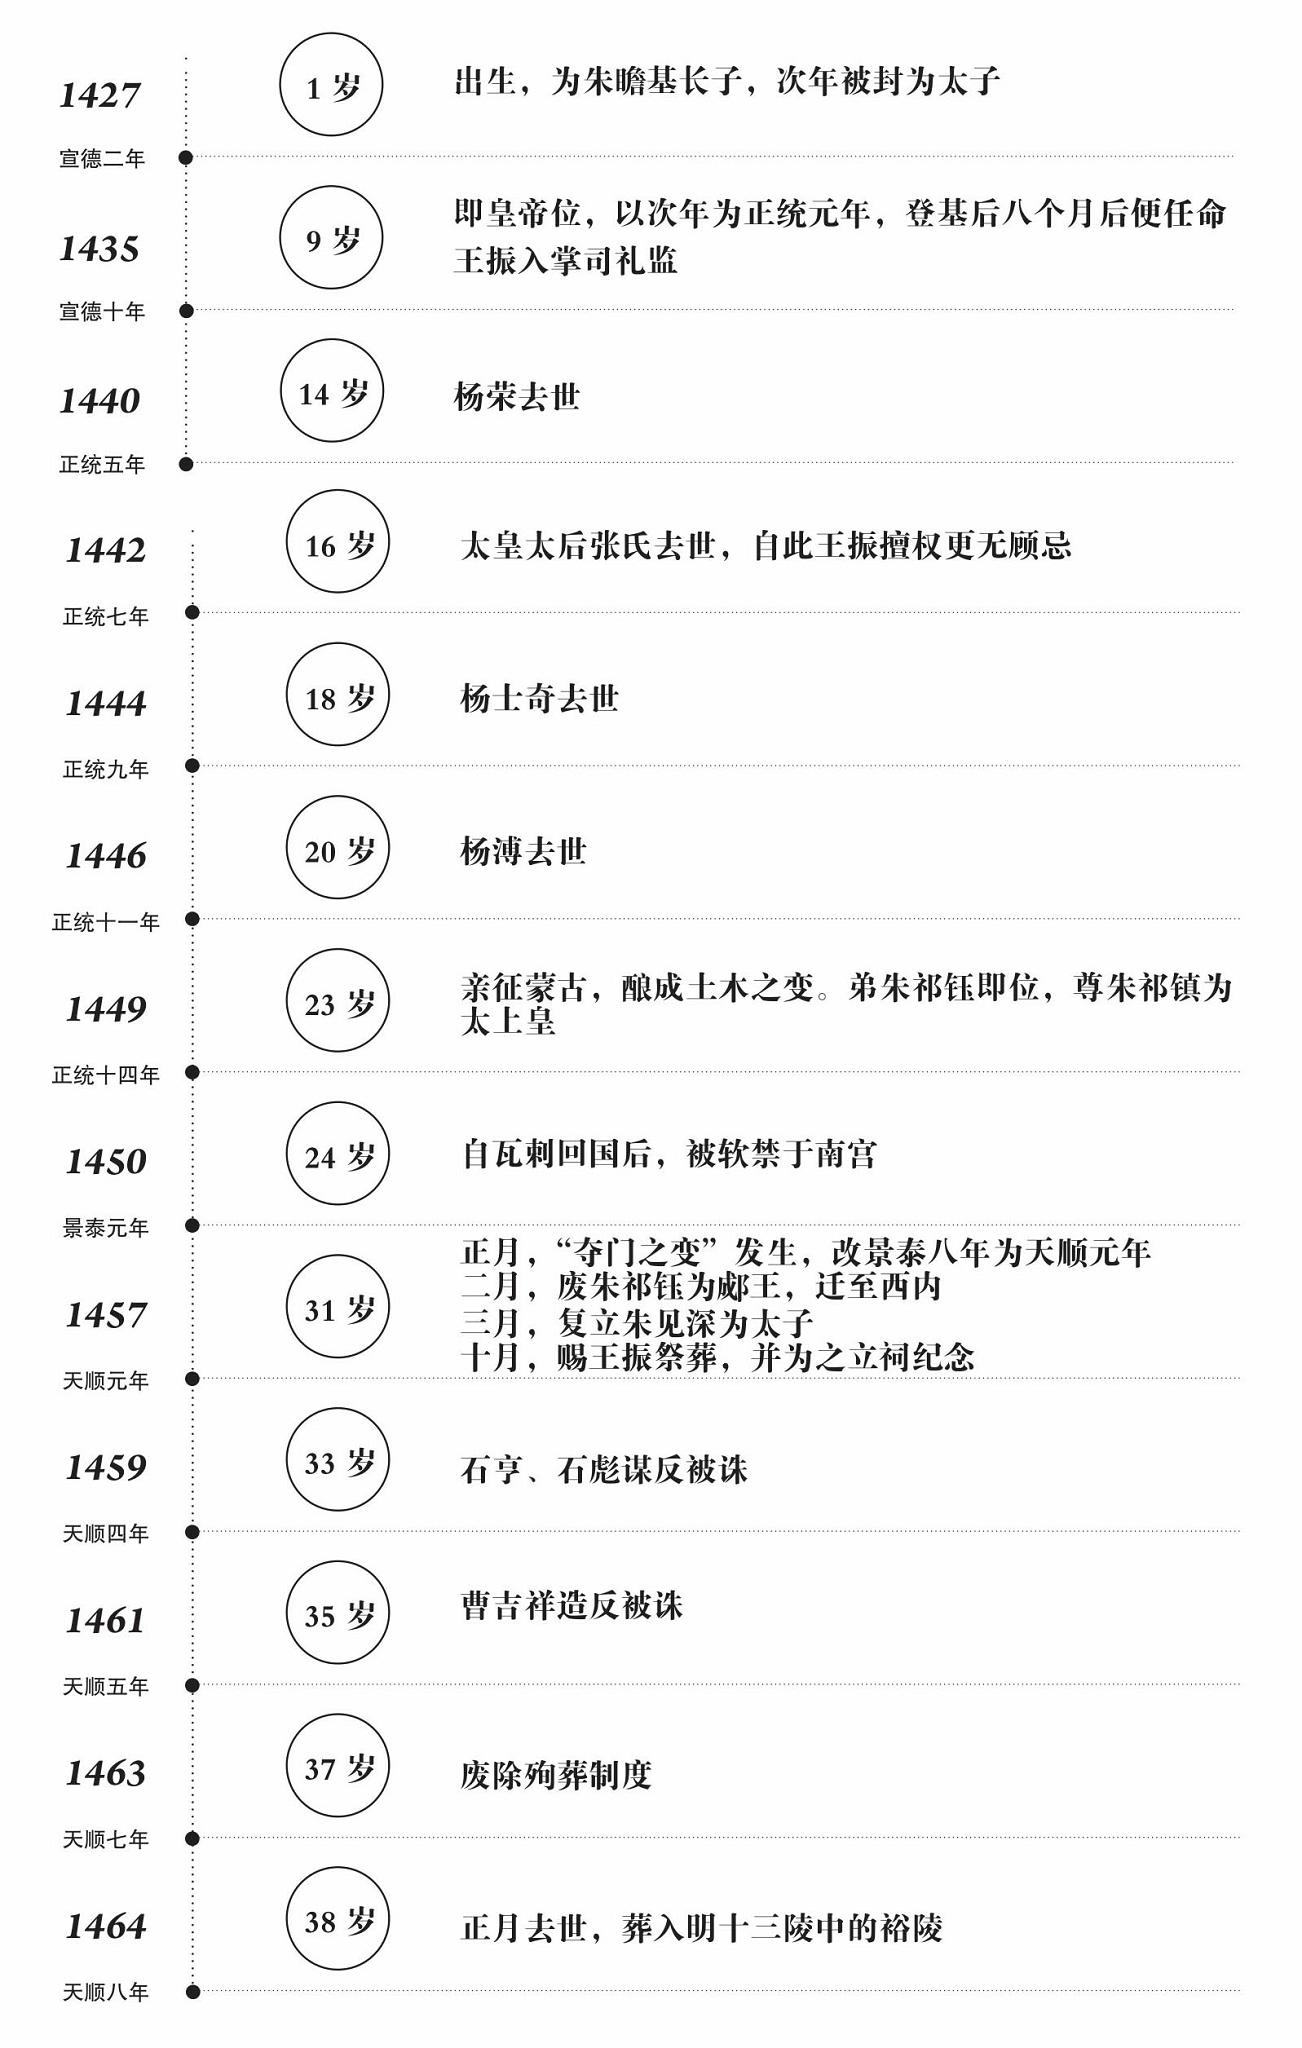 1427
宣德二年
1 岁
出生，为朱瞻基长子，次年被封为太子
1435
宣德十年
9 岁
即皇帝位，以次年为正统元年，登基后八个月后便任命
王振入掌司礼监
1440
正统五年
14 岁
杨荣去世
1442
正统七年
16 岁
太皇太后张氏去世，自此王振擅权更无顾忌
1444
正统九年
18 岁
杨士奇去世
1446
正统十一年
20 岁
杨溥去世
1449
正统十四年
23 岁
亲征蒙古，酿成土木之变。弟朱祁钰即位，尊朱祁镇为
太上皇
1450
景泰元年
24 岁
自瓦剌回国后，被软禁于南宫
1457
天顺元年
31 岁
正月，“夺门之变”发生，改景泰八年为天顺元年
二月，废朱祁钰为郕王，迁至西内
三月，复立朱见深为太子
十月，赐王振祭葬，并为之立祠纪念
1459
天顺四年
33 岁
石亨、石彪谋反被诛
1461
天顺五年
35 岁
曹吉祥造反被诛
1463
天顺七年
37 岁
废除殉葬制度
1464
天顺八年
38 岁
正月去世，葬入明十三陵中的裕陵